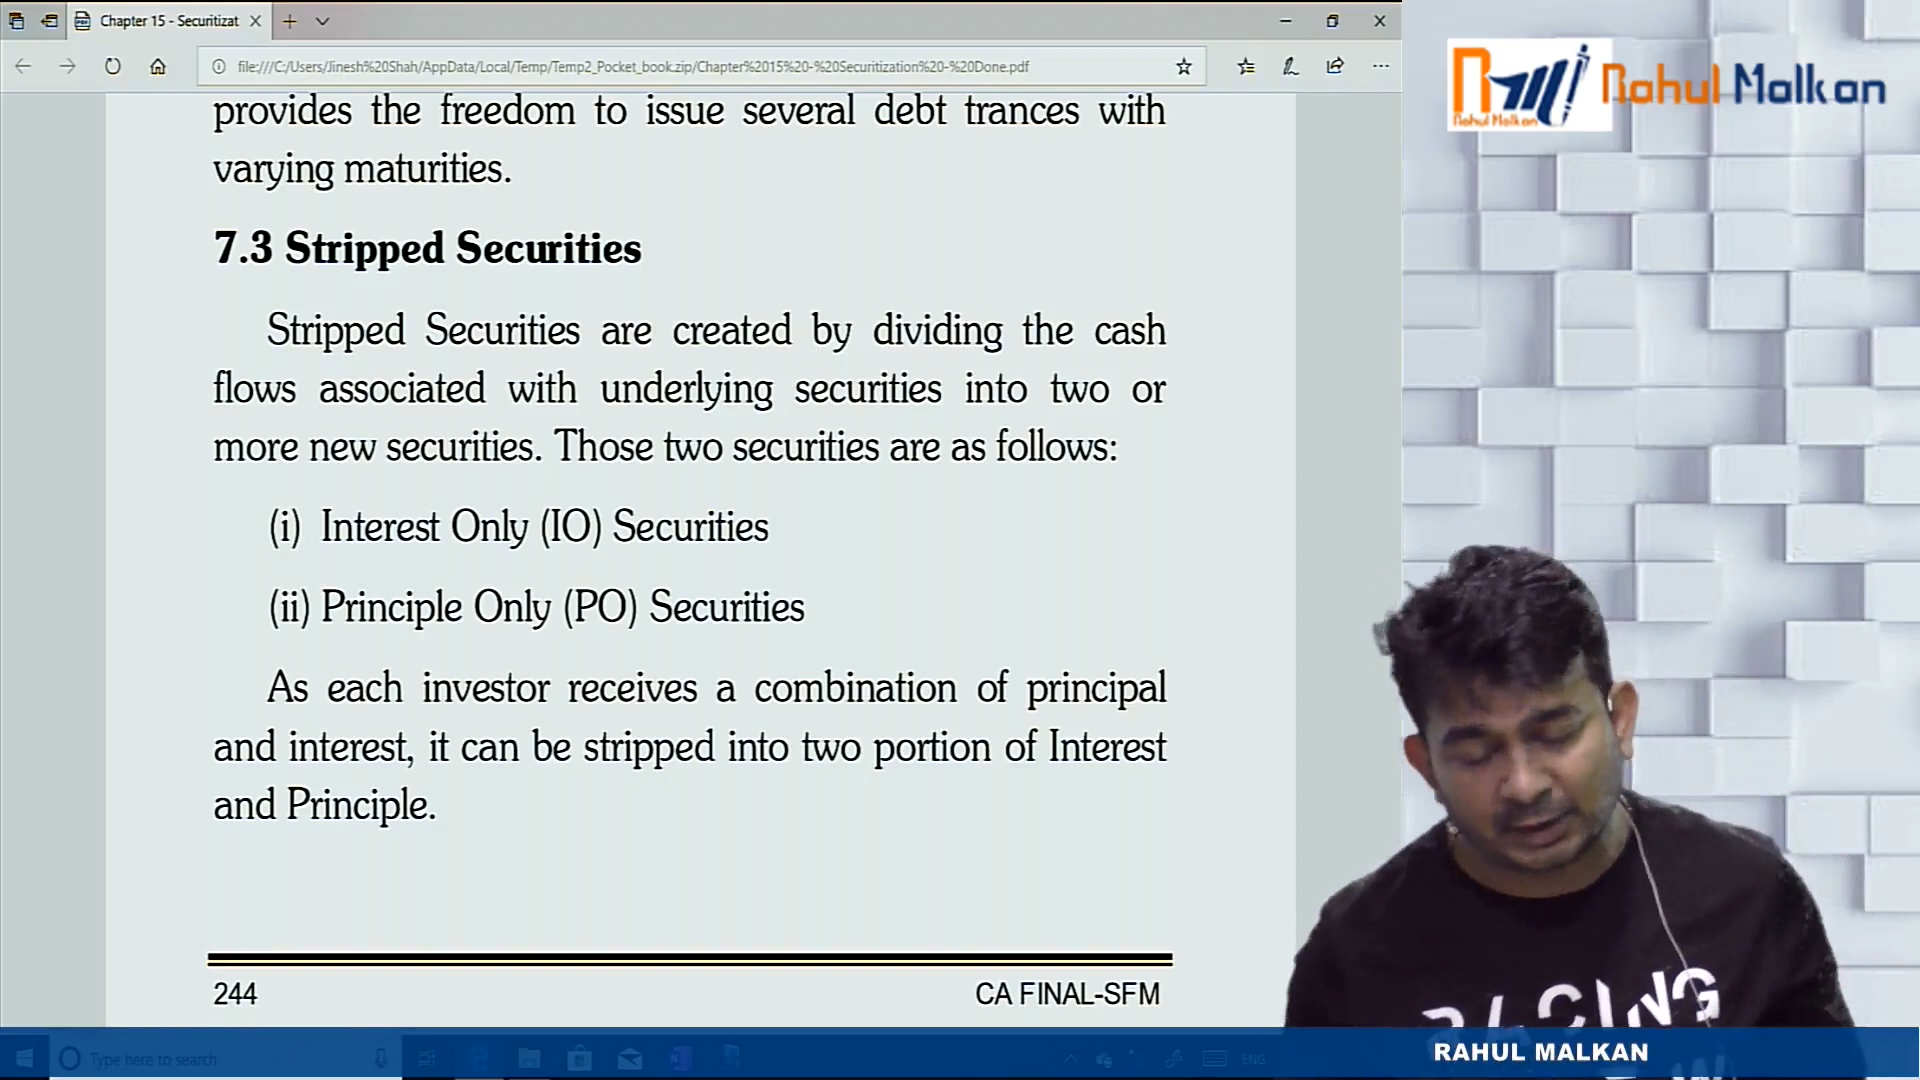 Chapter 15 - Securitizat
file:///C:/Users/Jinesh%20Shah/AppData/Local/Temp/Temp2_Pocket_book.zip/Chapter%2015%20-%20Securitization%20-%20Done.pdf
Rahul Malkan
Rahul Malkan
provides the freedom to issue several debt trances with
varying maturities.
7.3 Stripped Securities
Stripped Securities are created by dividing the cash
flows associated with underlying securities into two or
more new securities. Those two securities are as follows:
(i) Interest Only (IO) Securities
(ii) Principle Only (PO) Securities
As each investor receives a combination of principal
and interest, it can be stripped into two portion of Interest
and Principle.
244 CA FINAL-SFM
RACING
Type here to search
ENG
RAHUL MALKAN